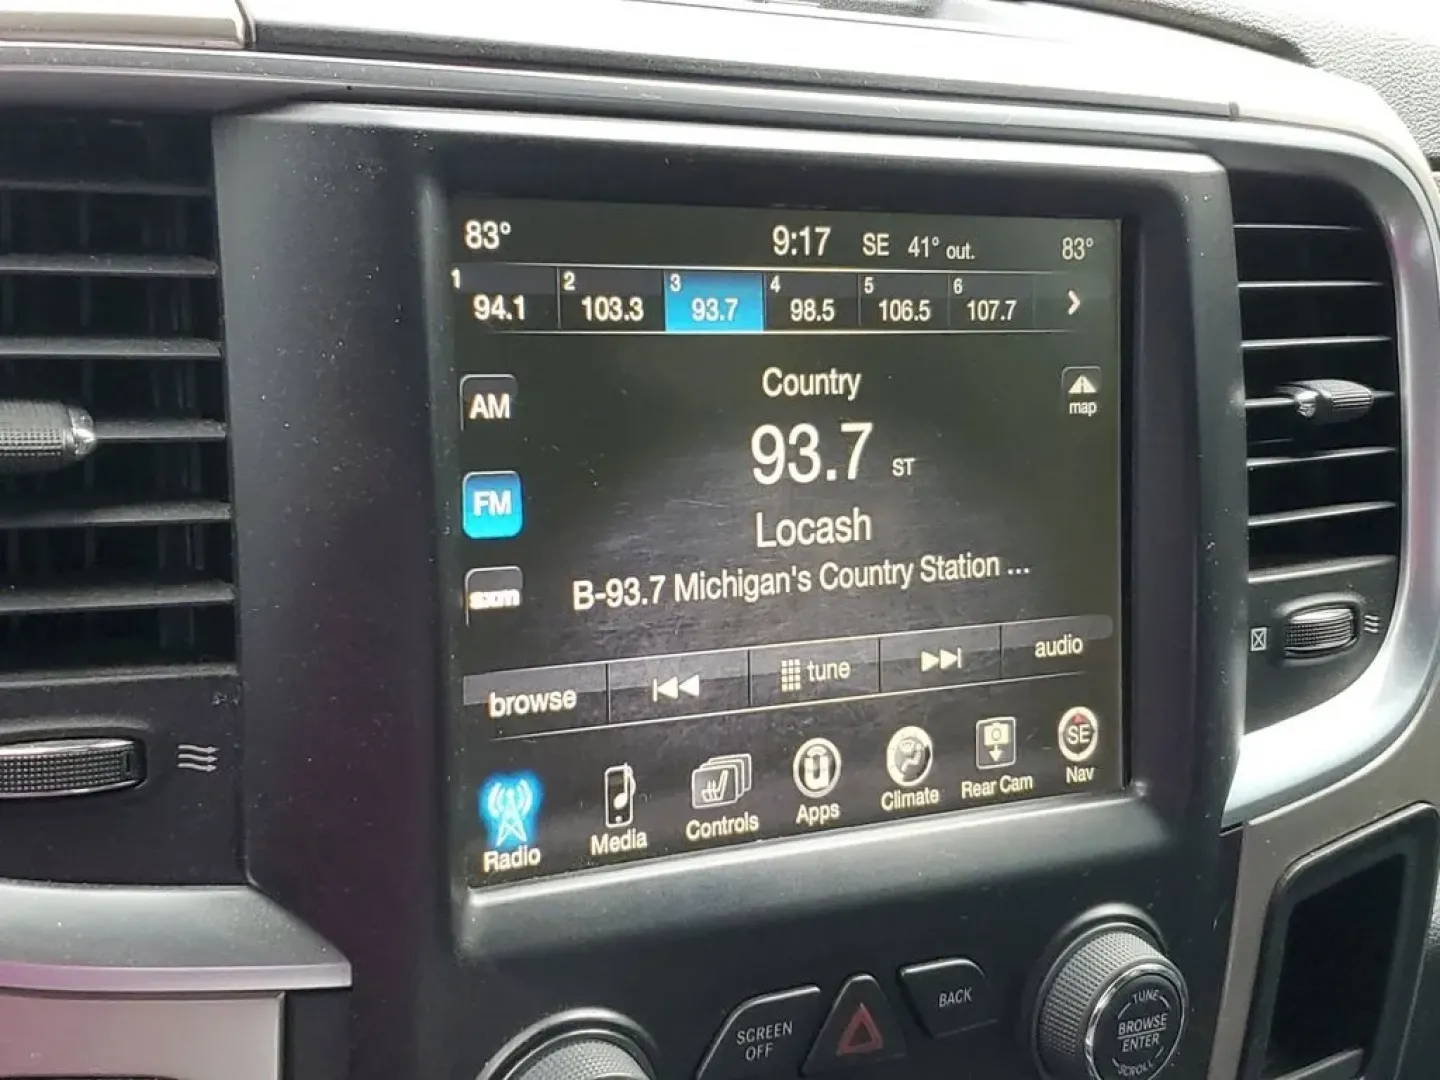 83° 9:17 SE 41° out. 83°
1 94.1 2 103.3 3 93.7 4 98.5 5 106.5 6 107.7
Country
AM
map
93.7 ST
FM
Locash
B-93.7 Michigan's Country Station ...
sxm
browse tune audio
Radio Media Controls Apps Climate Rear Cam SE Nav
SCREEN OFF
BACK
TUNE
BROWSE
ENTER
SCROLL